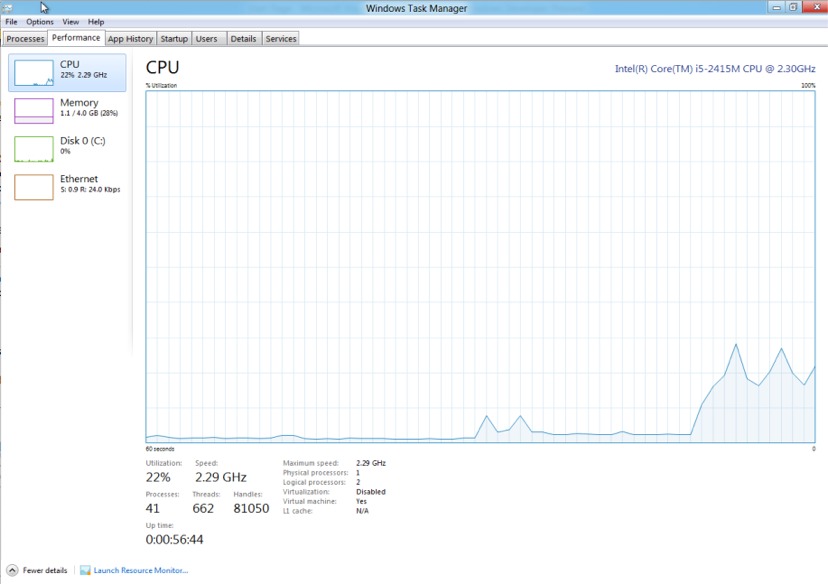 Windows Task Manager
File Options View Help
Processes Performance App History Startup Users Details Services
CPU
22% 2.29 GHz
Memory
1.1 / 4.0 GB (28%)
Disk 0 (C:)
0%
Ethernet
S: 0.9 R: 24.0 Kbps
CPU Intel(R) Core(TM) i5-2415M CPU @ 2.30GHz
% Utilization 100%
60 seconds 0
Utilization: Speed:
22% 2.29 GHz
Processes: Threads: Handles:
41 662 81050
Up time:
0:00:56:44
Maximum speed: 2.29 GHz
Physical processors: 1
Logical processors: 2
Virtualization: Disabled
Virtual machine: Yes
L1 cache: N/A
Fewer details Launch Resource Monitor...